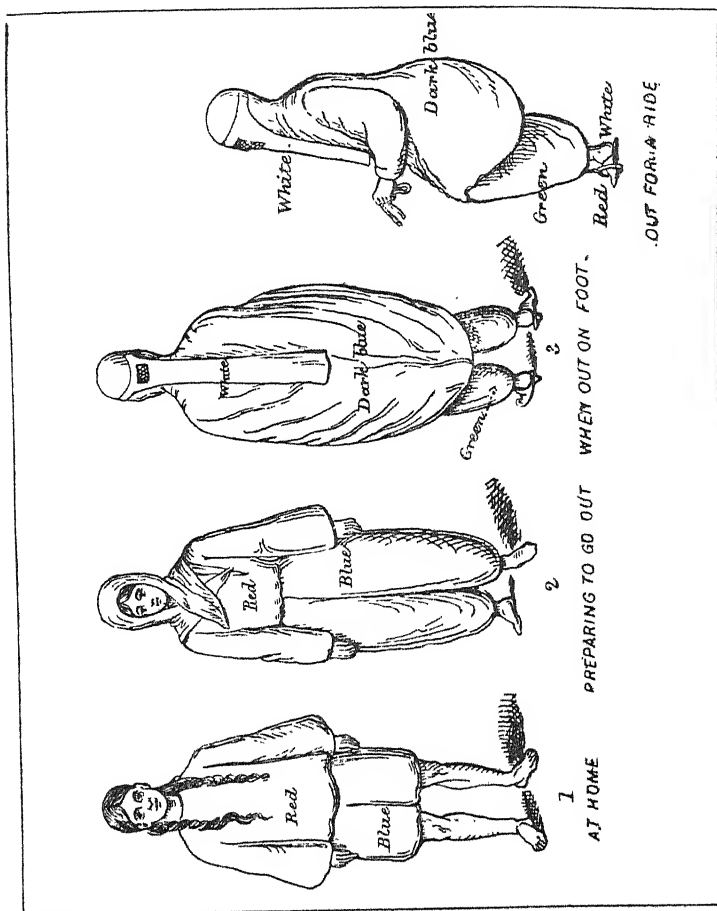 Red
Blue
1
AT HOME
Red
Blue
2
PREPARING TO GO OUT
White
Dark blue
Green
3
WHEN OUT ON FOOT.
White
Dark blue
Green
Red
White
.OUT FOR A RIDE